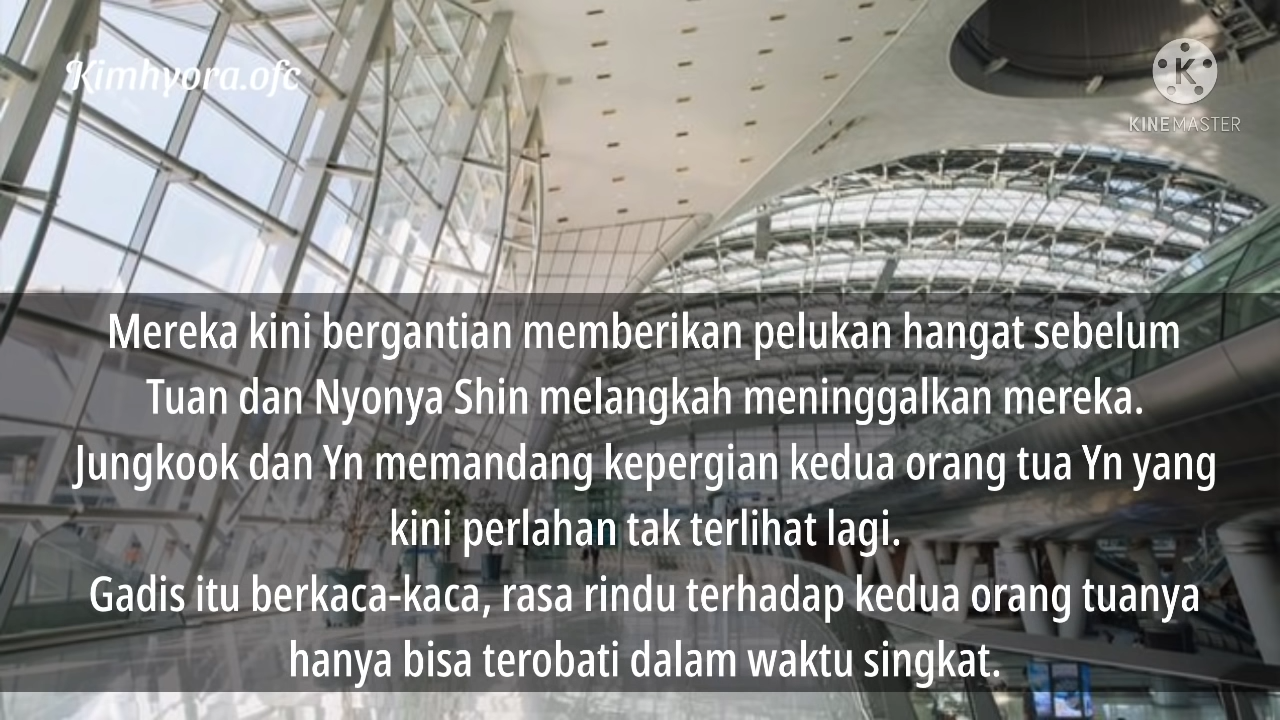 Kimhyora.ofc
K
KINEMASTER
Mereka kini bergantian memberikan pelukan hangat sebelum
Tuan dan Nyonya Shin melangkah meninggalkan mereka.
Jungkook dan Yn memandang kepergian kedua orang tua Yn yang
kini perlahan tak terlihat lagi.
Gadis itu berkaca-kaca, rasa rindu terhadap kedua orang tuanya
hanya bisa terobati dalam waktu singkat.